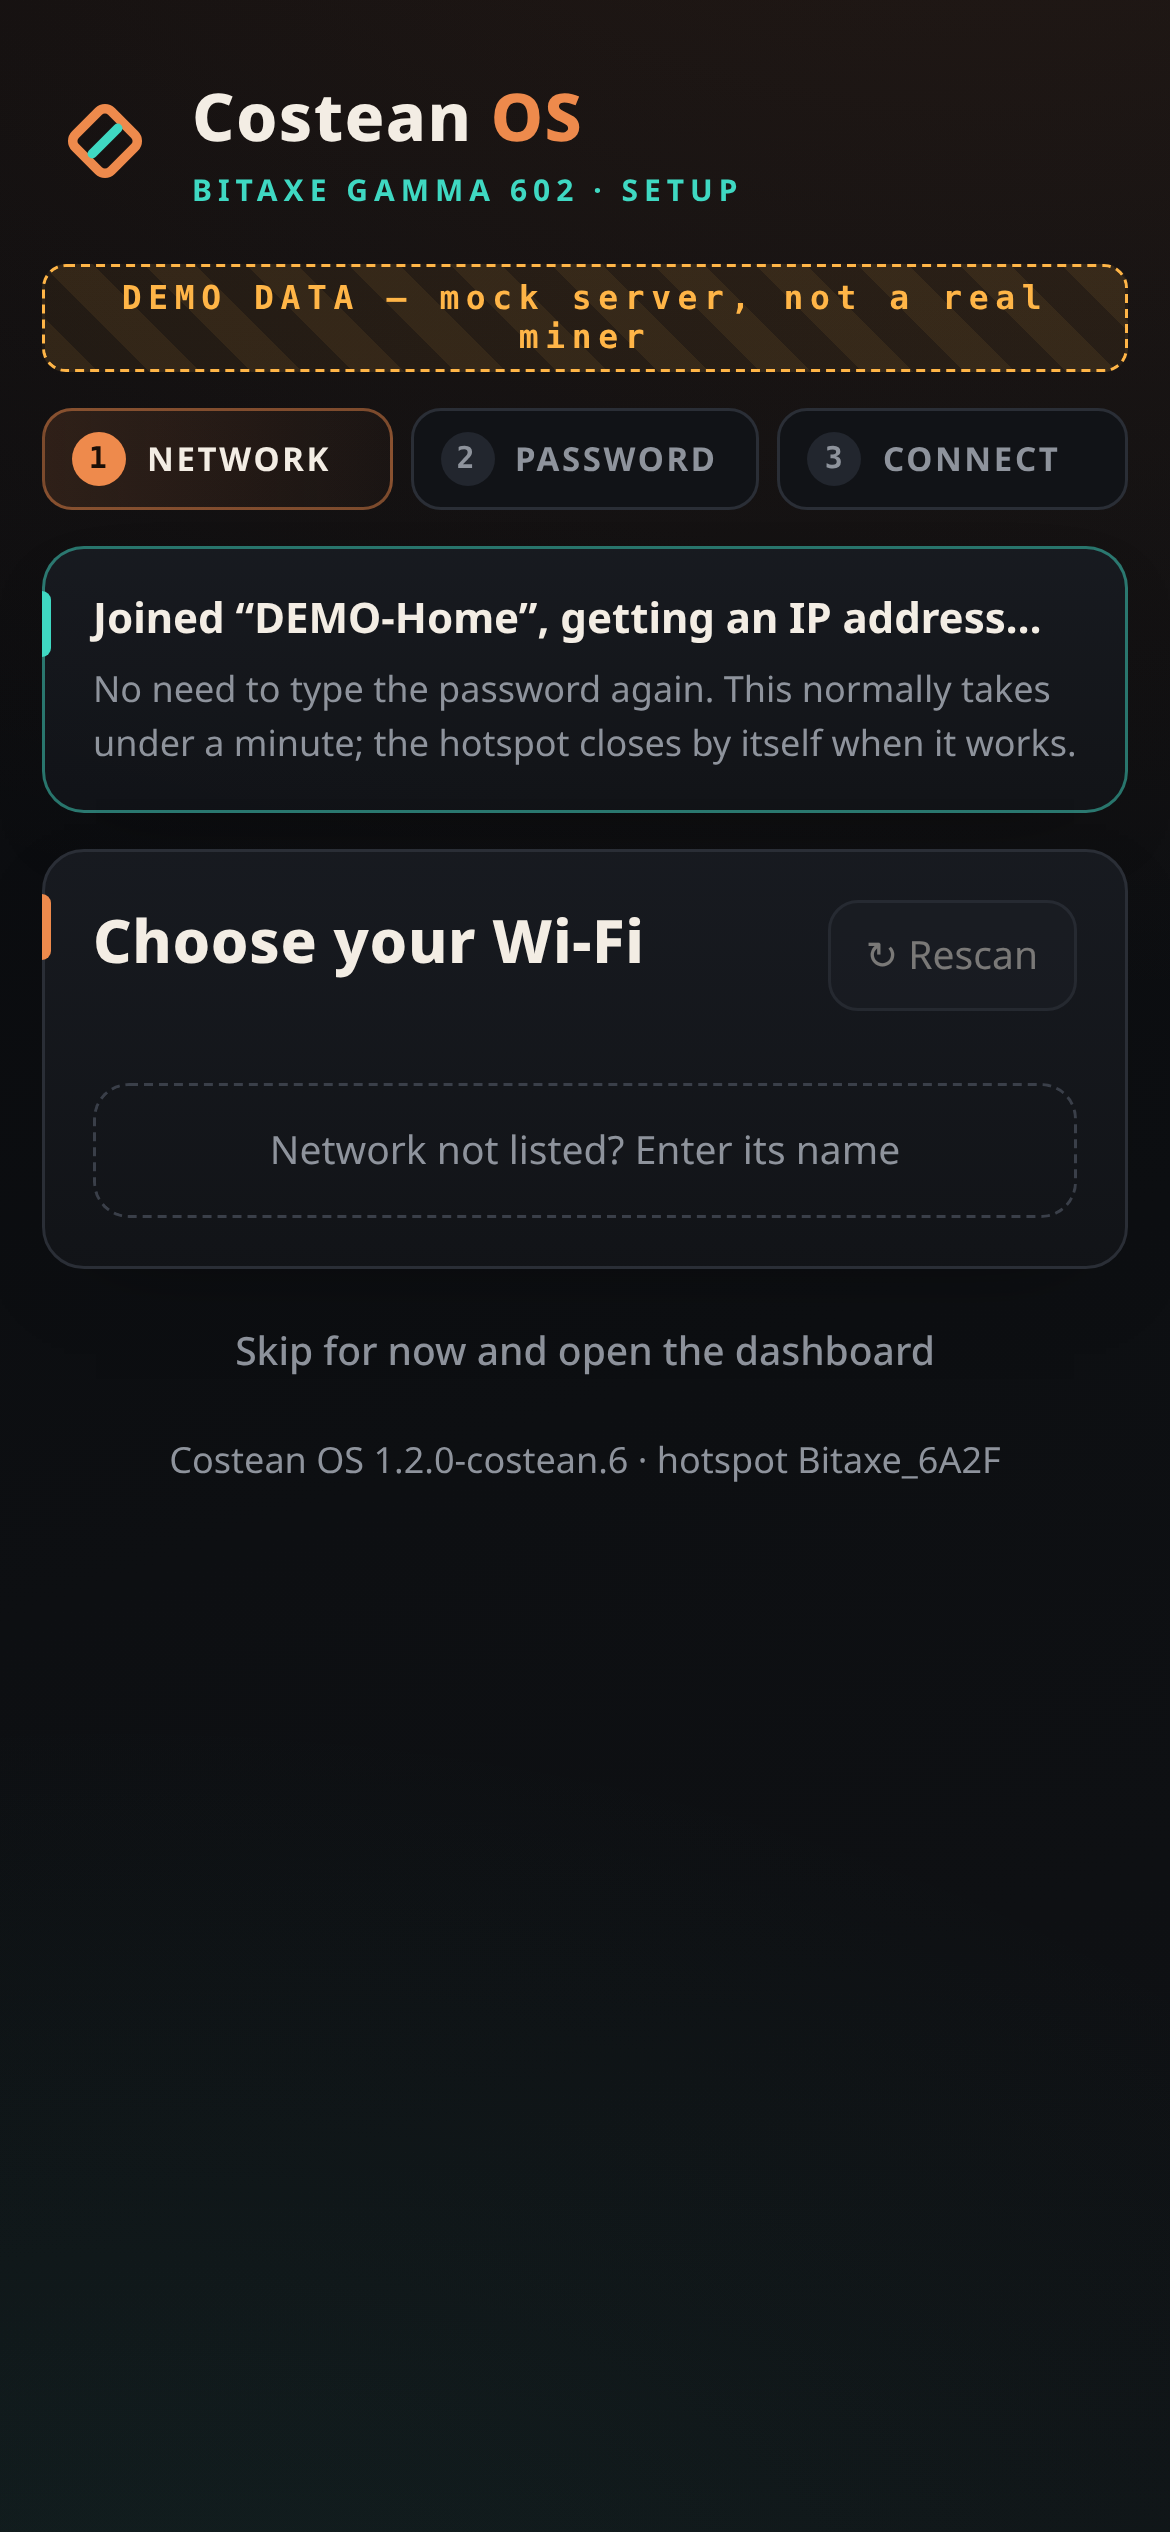 Costean OS
BITAXE GAMMA 602 · SETUP
DEMO DATA — mock server, not a real
miner
1 NETWORK
2 PASSWORD
3 CONNECT
Joined “DEMO-Home”, getting an IP address…
No need to type the password again. This normally takes
under a minute; the hotspot closes by itself when it works.
Choose your Wi-Fi
↻ Rescan
Network not listed? Enter its name
Skip for now and open the dashboard
Costean OS 1.2.0-costean.6 · hotspot Bitaxe_6A2F